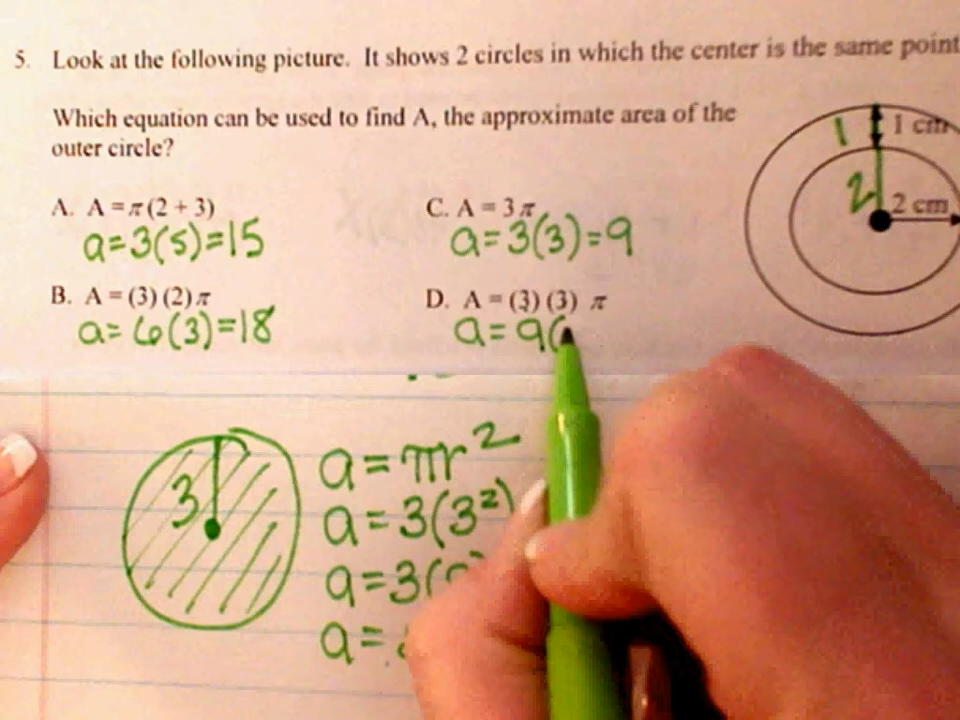 5. Look at the following picture. It shows 2 circles in which the center is the same point
Which equation can be used to find A, the approximate area of the
outer circle?
1 1 cm
2 2 cm
A. A = π (2 + 3)
a = 3(5) = 15
C. A = 3 π
a = 3(3) = 9
B. A = (3) (2) π
a = 6(3) = 18
D. A = (3) (3) π
a = 9(
3
a = πr²
a = 3(3²)
a = 3(
a =